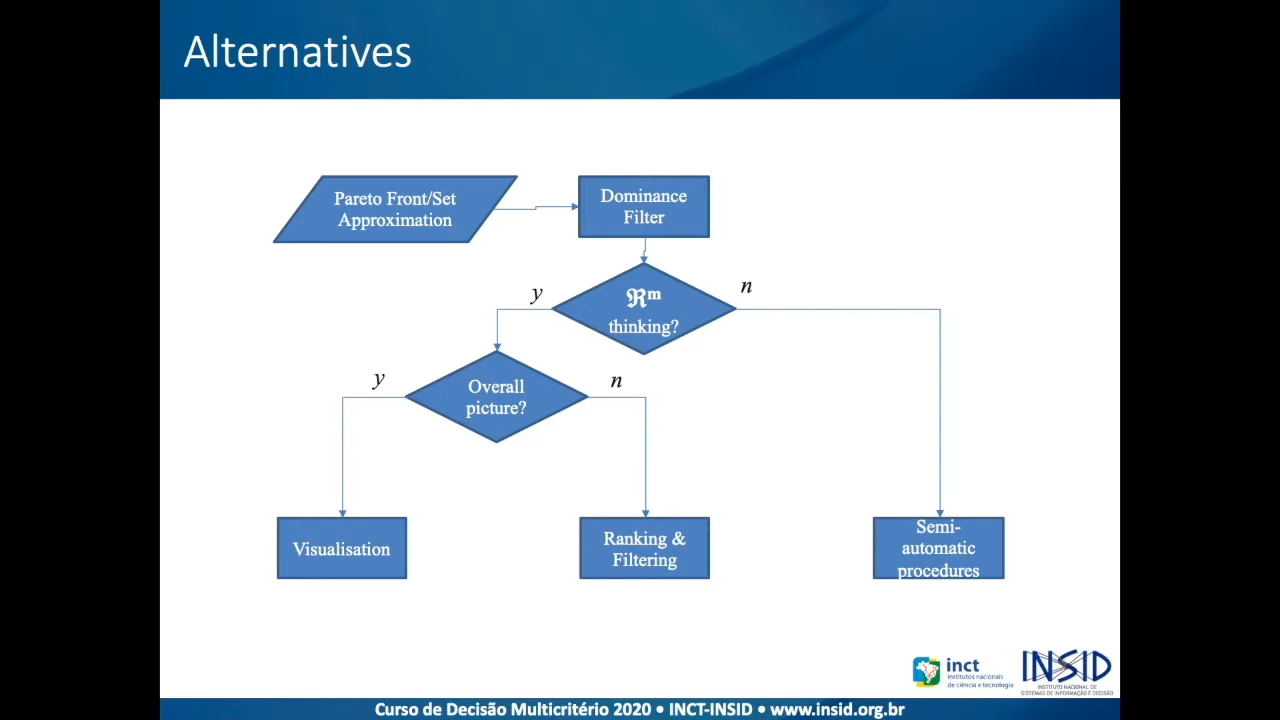 Alternatives
Pareto Front/Set
Approximation
Dominance
Filter
y
ℜᵐ
thinking?
n
y
Overall
picture?
n
Visualisation
Ranking &
Filtering
Semi-
automatic
procedures
inct
institutos nacionais
de ciência e tecnologia
INSID
INSTITUTO NACIONAL DE
SISTEMAS DE INFORMAÇÃO E DECISÃO
Curso de Decisão Multicritério 2020 • INCT-INSID • www.insid.org.br